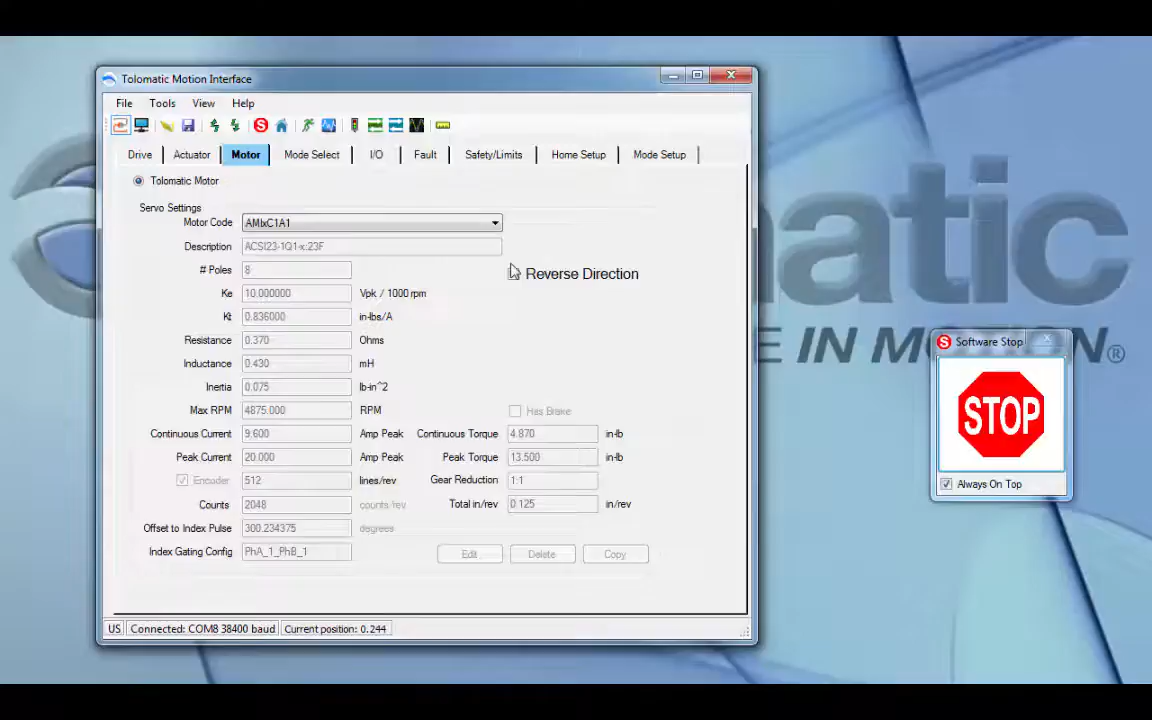 Tolomatic Motion Interface
File Tools View Help
Drive Actuator Motor Mode Select I/O Fault Safety/Limits Home Setup Mode Setup
Tolomatic Motor
Servo Settings
Motor Code AMIxC1A1
Description ACSI23-1Q1-x:23F
# Poles 8
Reverse Direction
Ke 10.000000 Vpk / 1000 rpm
Kt 0.836000 in-lbs/A
Resistance 0.370 Ohms
Inductance 0.430 mH
Inertia 0.075 lb-in^2
Max RPM 4875.000 RPM Has Brake
Continuous Current 9.600 Amp Peak Continuous Torque 4.870 in-lb
Peak Current 20.000 Amp Peak Peak Torque 13.500 in-lb
Encoder 512 lines/rev Gear Reduction 1:1
Counts 2048 counts/rev Total in/rev 0.125 in/rev
Offset to Index Pulse 300.234375 degrees
Index Gating Config PhA_1_PhB_1
Edit Delete Copy
US Connected: COM8 38400 baud Current position: 0.244
matic
E IN MOTION®
S Software Stop
STOP
Always On Top